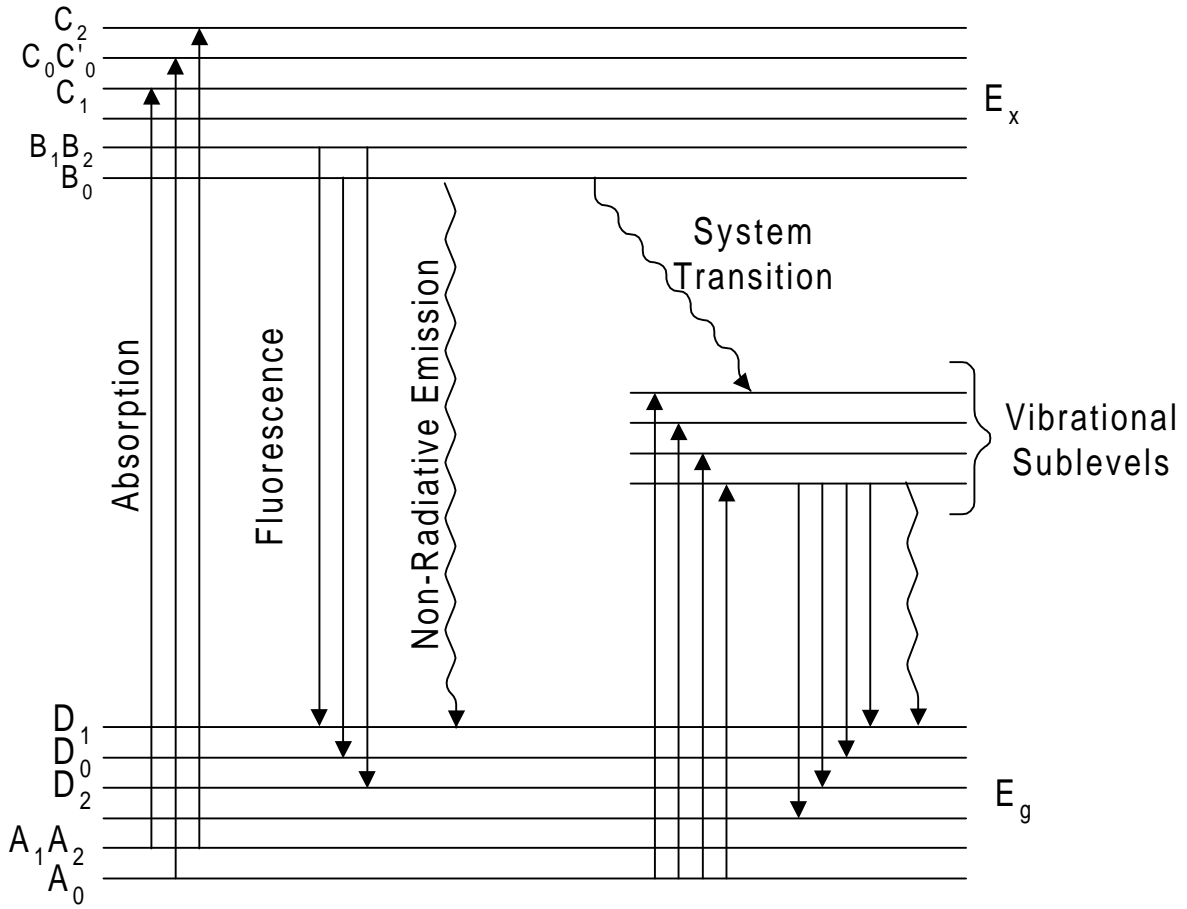 C₂
C₀C'₀
C₁
Eₓ
B₁B₂
B₀
System
Transition
Absorption
Fluorescence
Non-Radiative Emission
Vibrational
Sublevels
D₁
D₀
D₂
E_g
A₁A₂
A₀